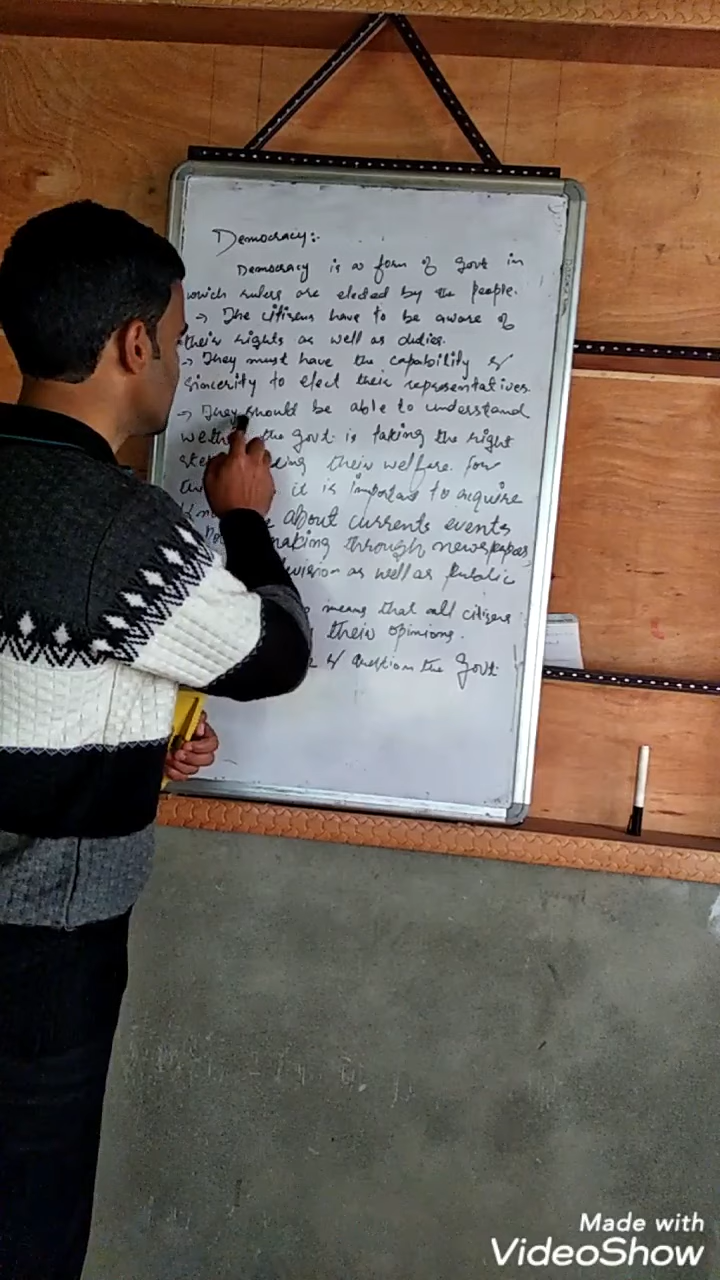 Democracy:-
Democracy is a form of Govt in
which rulers are elected by the people.
→ The citizens have to be aware of
their rights as well as duties.
→ They must have the capability &
sincerity to elect their representatives.
→ They should be able to understand
the Govt. is taking the right
their welfare. for
it is important to acquire
about currents events
making through newspapers,
as well as Public
means that all citizens
their opinions.
& question the Govt.
Made with
VideoShow